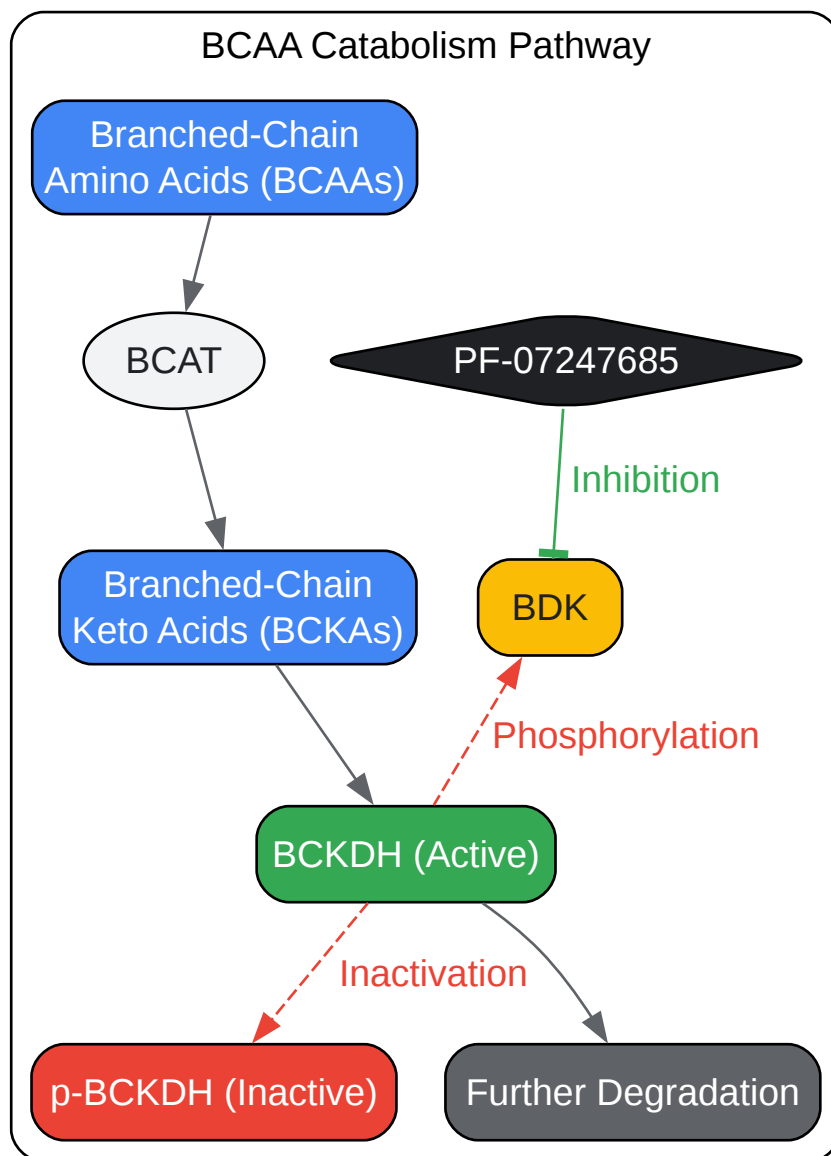 BCAA Catabolism Pathway
Branched-Chain
Amino Acids (BCAAs)
BCAT
PF-07247685
Inhibition
Branched-Chain
Keto Acids (BCKAs)
BDK
Phosphorylation
BCKDH (Active)
Inactivation
p-BCKDH (Inactive)
Further Degradation